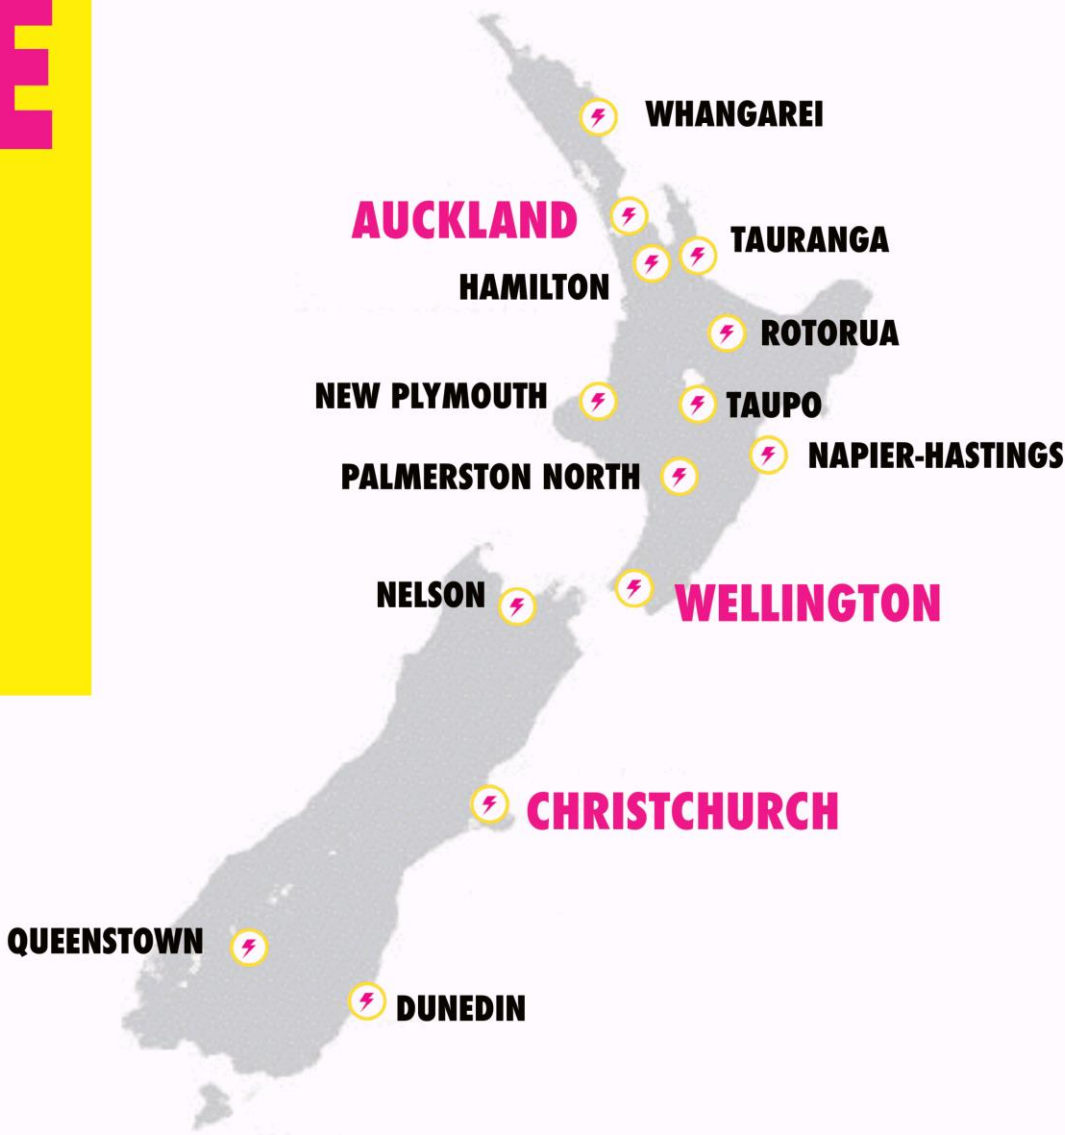 E
WHANGAREI
AUCKLAND
TAURANGA
HAMILTON
ROTORUA
NEW PLYMOUTH
TAUPO
NAPIER-HASTINGS
PALMERSTON NORTH
NELSON
WELLINGTON
CHRISTCHURCH
QUEENSTOWN
DUNEDIN